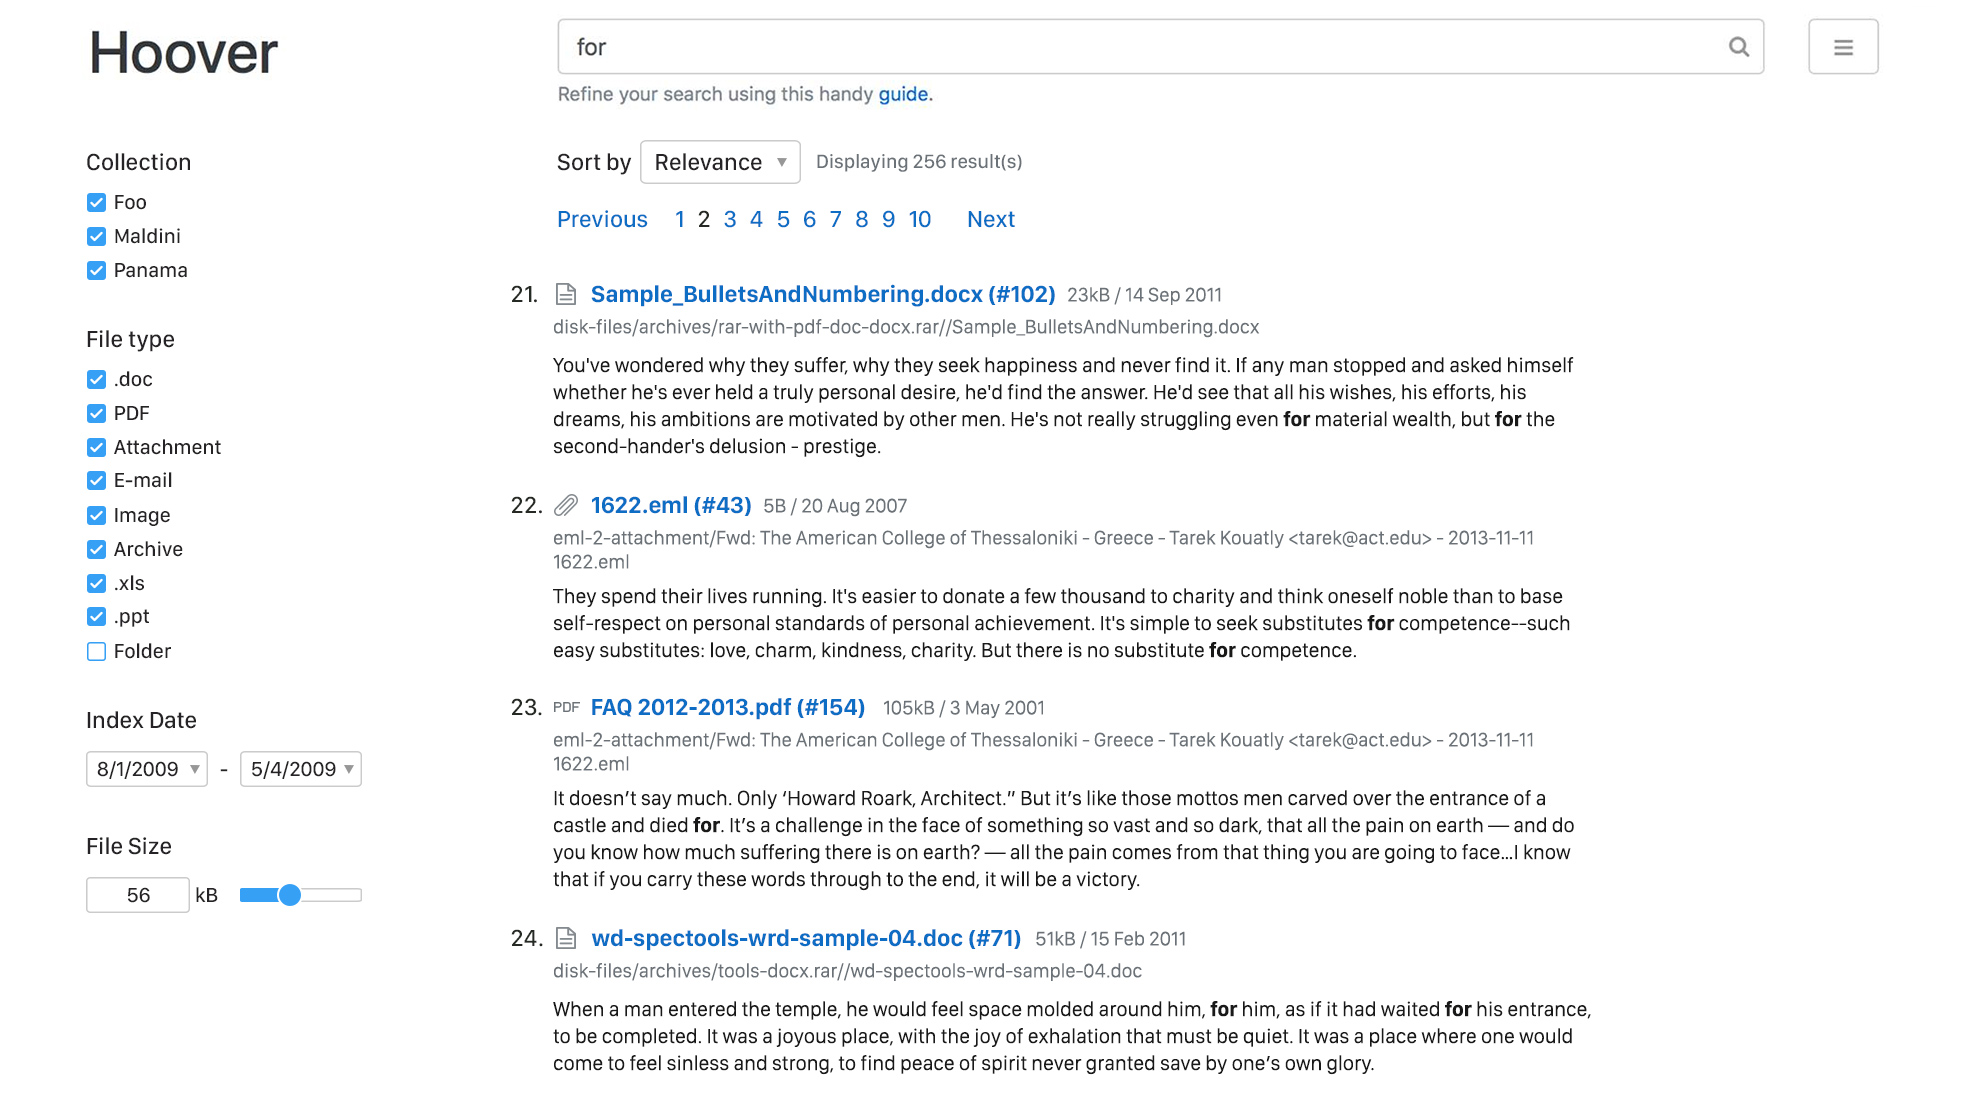 Hoover
for
Refine your search using this handy guide.
Collection
Foo
Maldini
Panama
File type
.doc
PDF
Attachment
E-mail
Image
Archive
.xls
.ppt
Folder
Index Date
8/1/2009 - 5/4/2009
File Size
56 kB
Sort by Relevance Displaying 256 result(s)
Previous 1 2 3 4 5 6 7 8 9 10 Next
21. Sample_BulletsAndNumbering.docx (#102) 23kB / 14 Sep 2011
disk-files/archives/rar-with-pdf-doc-docx.rar//Sample_BulletsAndNumbering.docx
You've wondered why they suffer, why they seek happiness and never find it. If any man stopped and asked himself
whether he's ever held a truly personal desire, he'd find the answer. He'd see that all his wishes, his efforts, his
dreams, his ambitions are motivated by other men. He's not really struggling even for material wealth, but for the
second-hander's delusion - prestige.
22. 1622.eml (#43) 5B / 20 Aug 2007
eml-2-attachment/Fwd: The American College of Thessaloniki - Greece - Tarek Kouatly <tarek@act.edu> - 2013-11-11
1622.eml
They spend their lives running. It's easier to donate a few thousand to charity and think oneself noble than to base
self-respect on personal standards of personal achievement. It's simple to seek substitutes for competence--such
easy substitutes: love, charm, kindness, charity. But there is no substitute for competence.
23. PDF FAQ 2012-2013.pdf (#154) 105kB / 3 May 2001
eml-2-attachment/Fwd: The American College of Thessaloniki - Greece - Tarek Kouatly <tarek@act.edu> - 2013-11-11
1622.eml
It doesn’t say much. Only ‘Howard Roark, Architect.” But it’s like those mottos men carved over the entrance of a
castle and died for. It’s a challenge in the face of something so vast and so dark, that all the pain on earth — and do
you know how much suffering there is on earth? — all the pain comes from that thing you are going to face…I know
that if you carry these words through to the end, it will be a victory.
24. wd-spectools-wrd-sample-04.doc (#71) 51kB / 15 Feb 2011
disk-files/archives/tools-docx.rar//wd-spectools-wrd-sample-04.doc
When a man entered the temple, he would feel space molded around him, for him, as if it had waited for his entrance,
to be completed. It was a joyous place, with the joy of exhalation that must be quiet. It was a place where one would
come to feel sinless and strong, to find peace of spirit never granted save by one’s own glory.